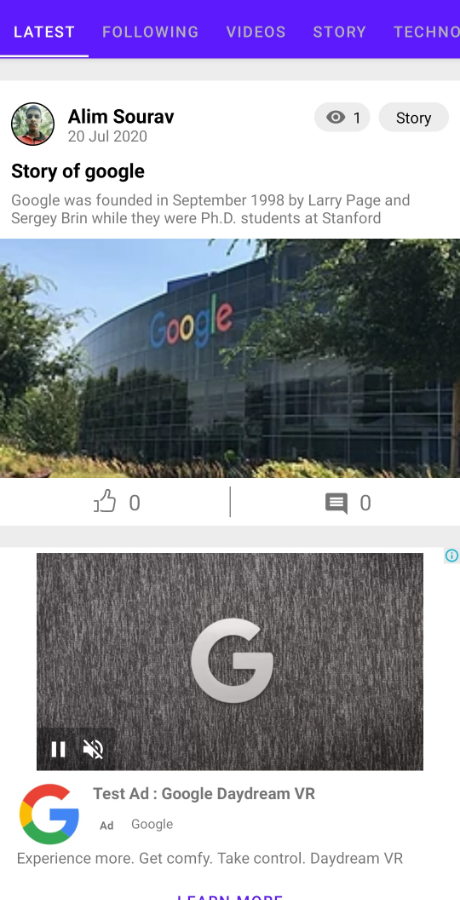 LATEST FOLLOWING VIDEOS STORY TECHNO
Alim Sourav
20 Jul 2020
1
Story
Story of google
Google was founded in September 1998 by Larry Page and
Sergey Brin while they were Ph.D. students at Stanford
Google
0
0
G
G
Test Ad : Google Daydream VR
Ad Google
Experience more. Get comfy. Take control. Daydream VR
LEARN MORE